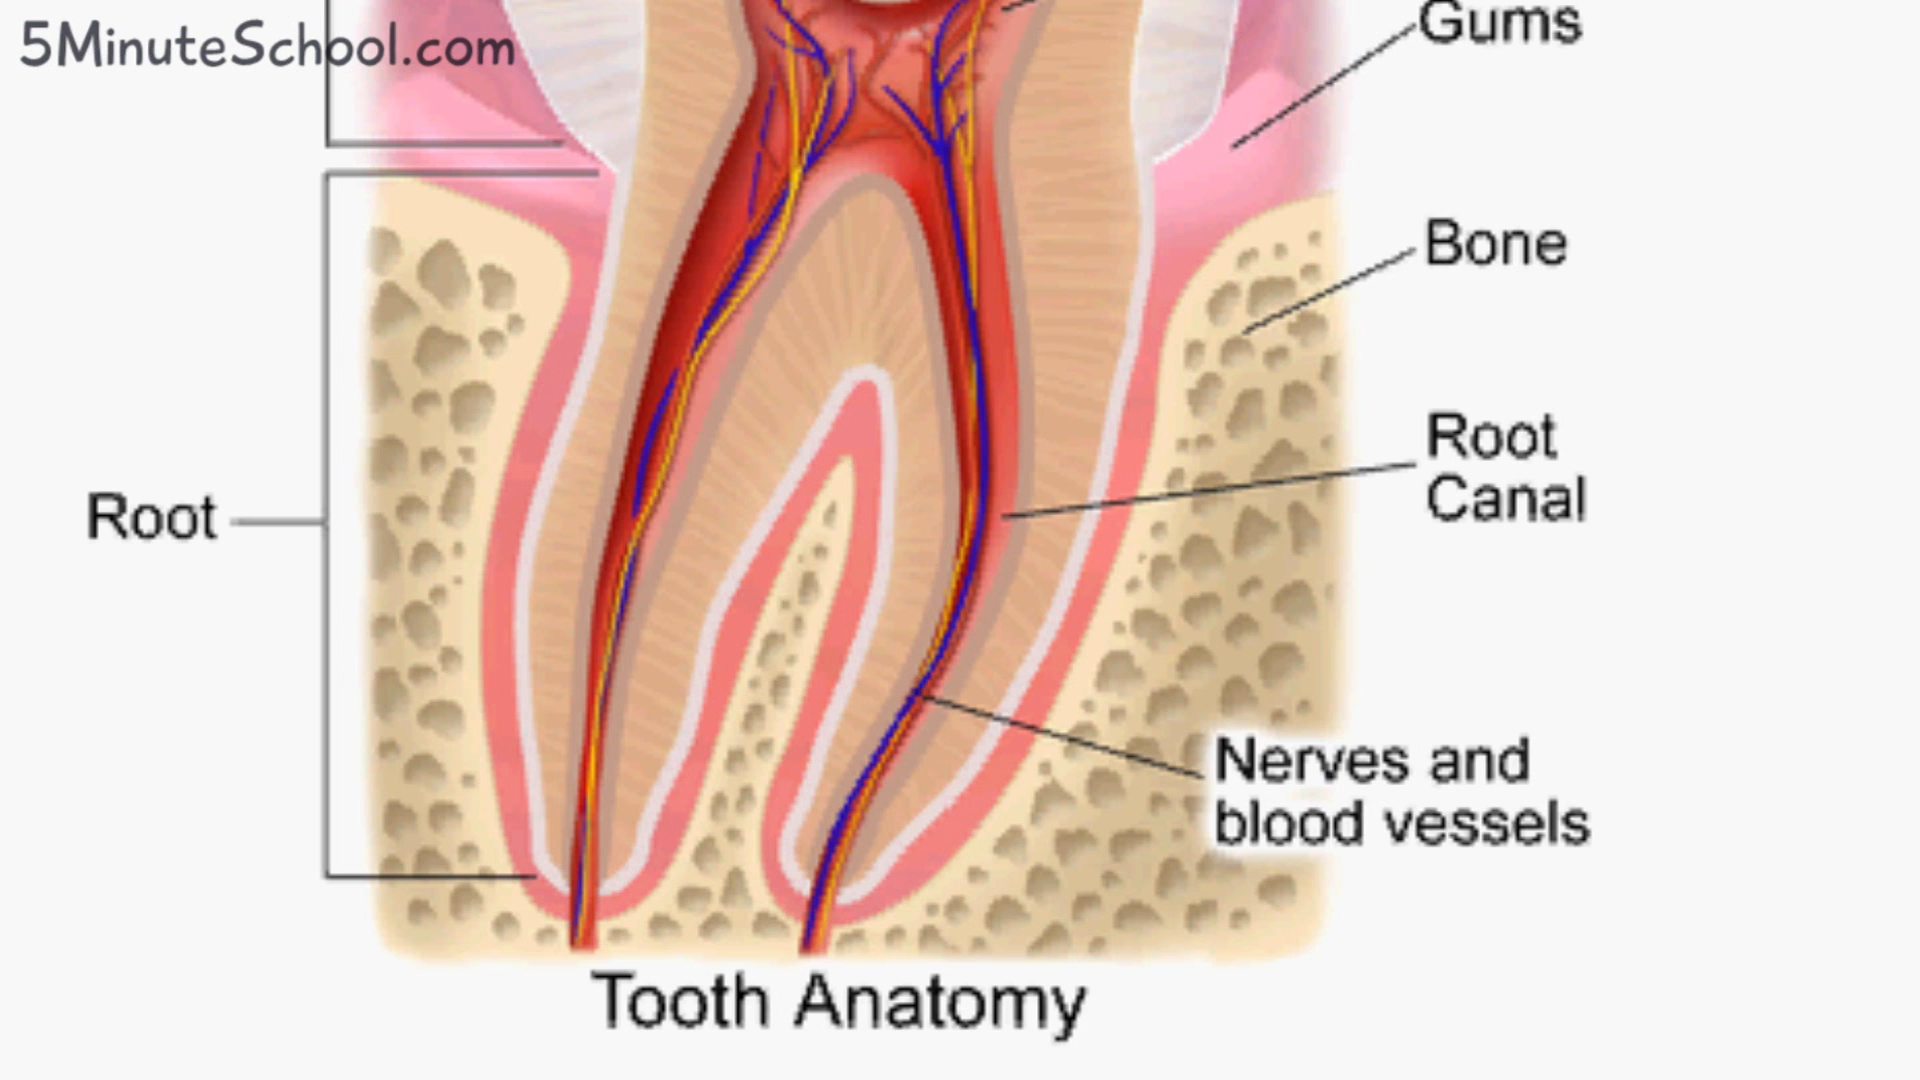 5MinuteSchool.com
Gums
Bone
Root
Canal
Root
Nerves and
blood vessels
Tooth Anatomy